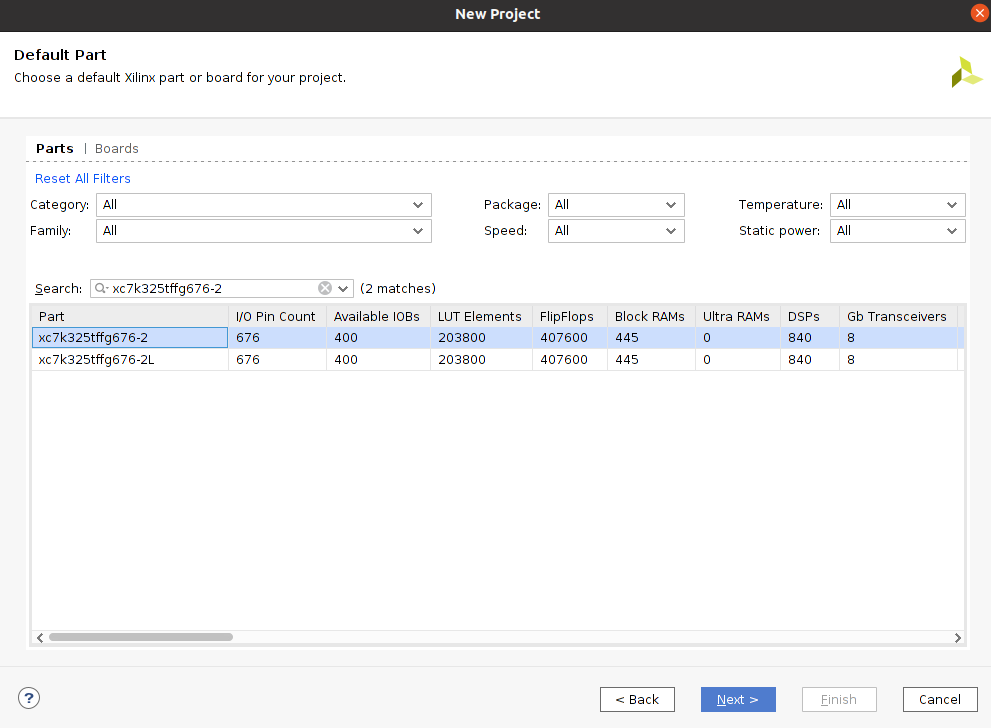 New Project
Default Part
Choose a default Xilinx part or board for your project.
Parts | Boards
Reset All Filters
Category: All Package: All Temperature: All
Family: All Speed: All Static power: All
Search: xc7k325tffg676-2 (2 matches)
Part I/O Pin Count Available IOBs LUT Elements FlipFlops Block RAMs Ultra RAMs DSPs Gb Transceivers
xc7k325tffg676-2 676 400 203800 407600 445 0 840 8
xc7k325tffg676-2L 676 400 203800 407600 445 0 840 8
? < Back Next > Finish Cancel